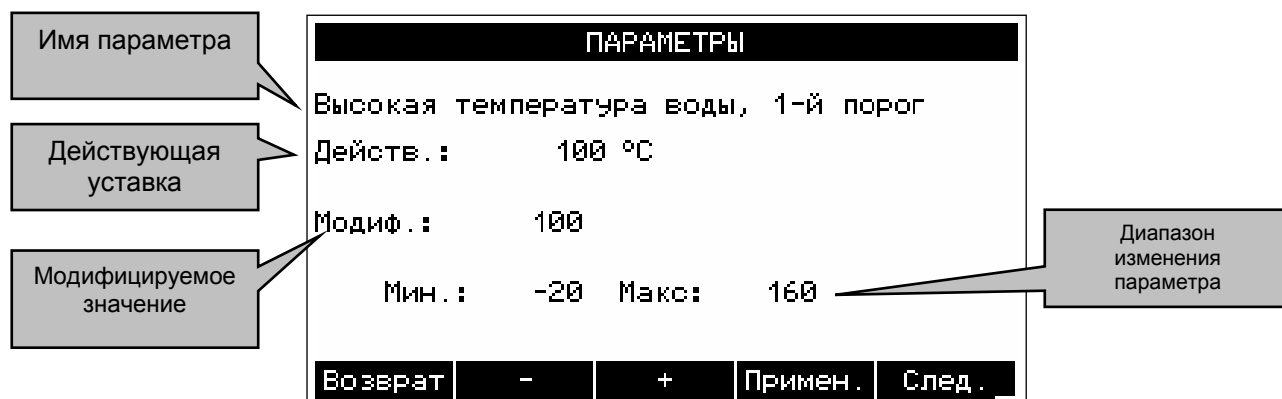 Имя параметра
ПАРАМЕТРЫ
Высокая температура воды, 1-й порог
Действующая
уставка
Действ.: 100 °C
Модиф.: 100
Модифицируемое
значение
Мин.: -20 Макс: 160
Диапазон
изменения
параметра
Возврат - + Примен. След.